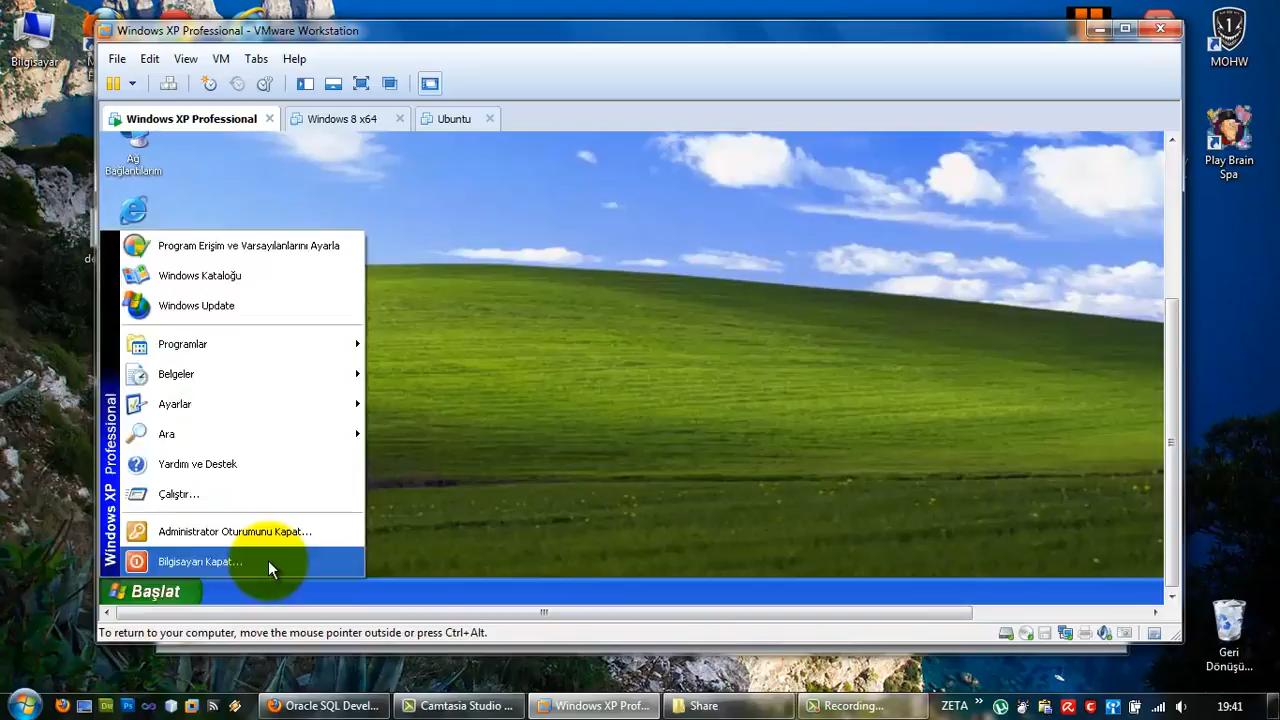 Windows XP Professional - VMware Workstation
Bilgisayar
MOHW
File Edit View VM Tabs Help
Windows XP Professional
Windows 8 x64
Ubuntu
Ağ
Bağlantılarım
Play Brain
Spa
Program Erişim ve Varsayılanlarını Ayarla
Windows Kataloğu
Windows Update
Programlar
Belgeler
Ayarlar
Ara
Yardım ve Destek
Çalıştır...
Administrator Oturumunu Kapat...
Bilgisayarı Kapat...
Windows XP Professional
Başlat
To return to your computer, move the mouse pointer outside or press Ctrl+Alt.
Geri
Dönüşü...
Oracle SQL Devel...
Camtasia Studio ...
Windows XP Prof...
Share
Recording...
ZETA
19:41